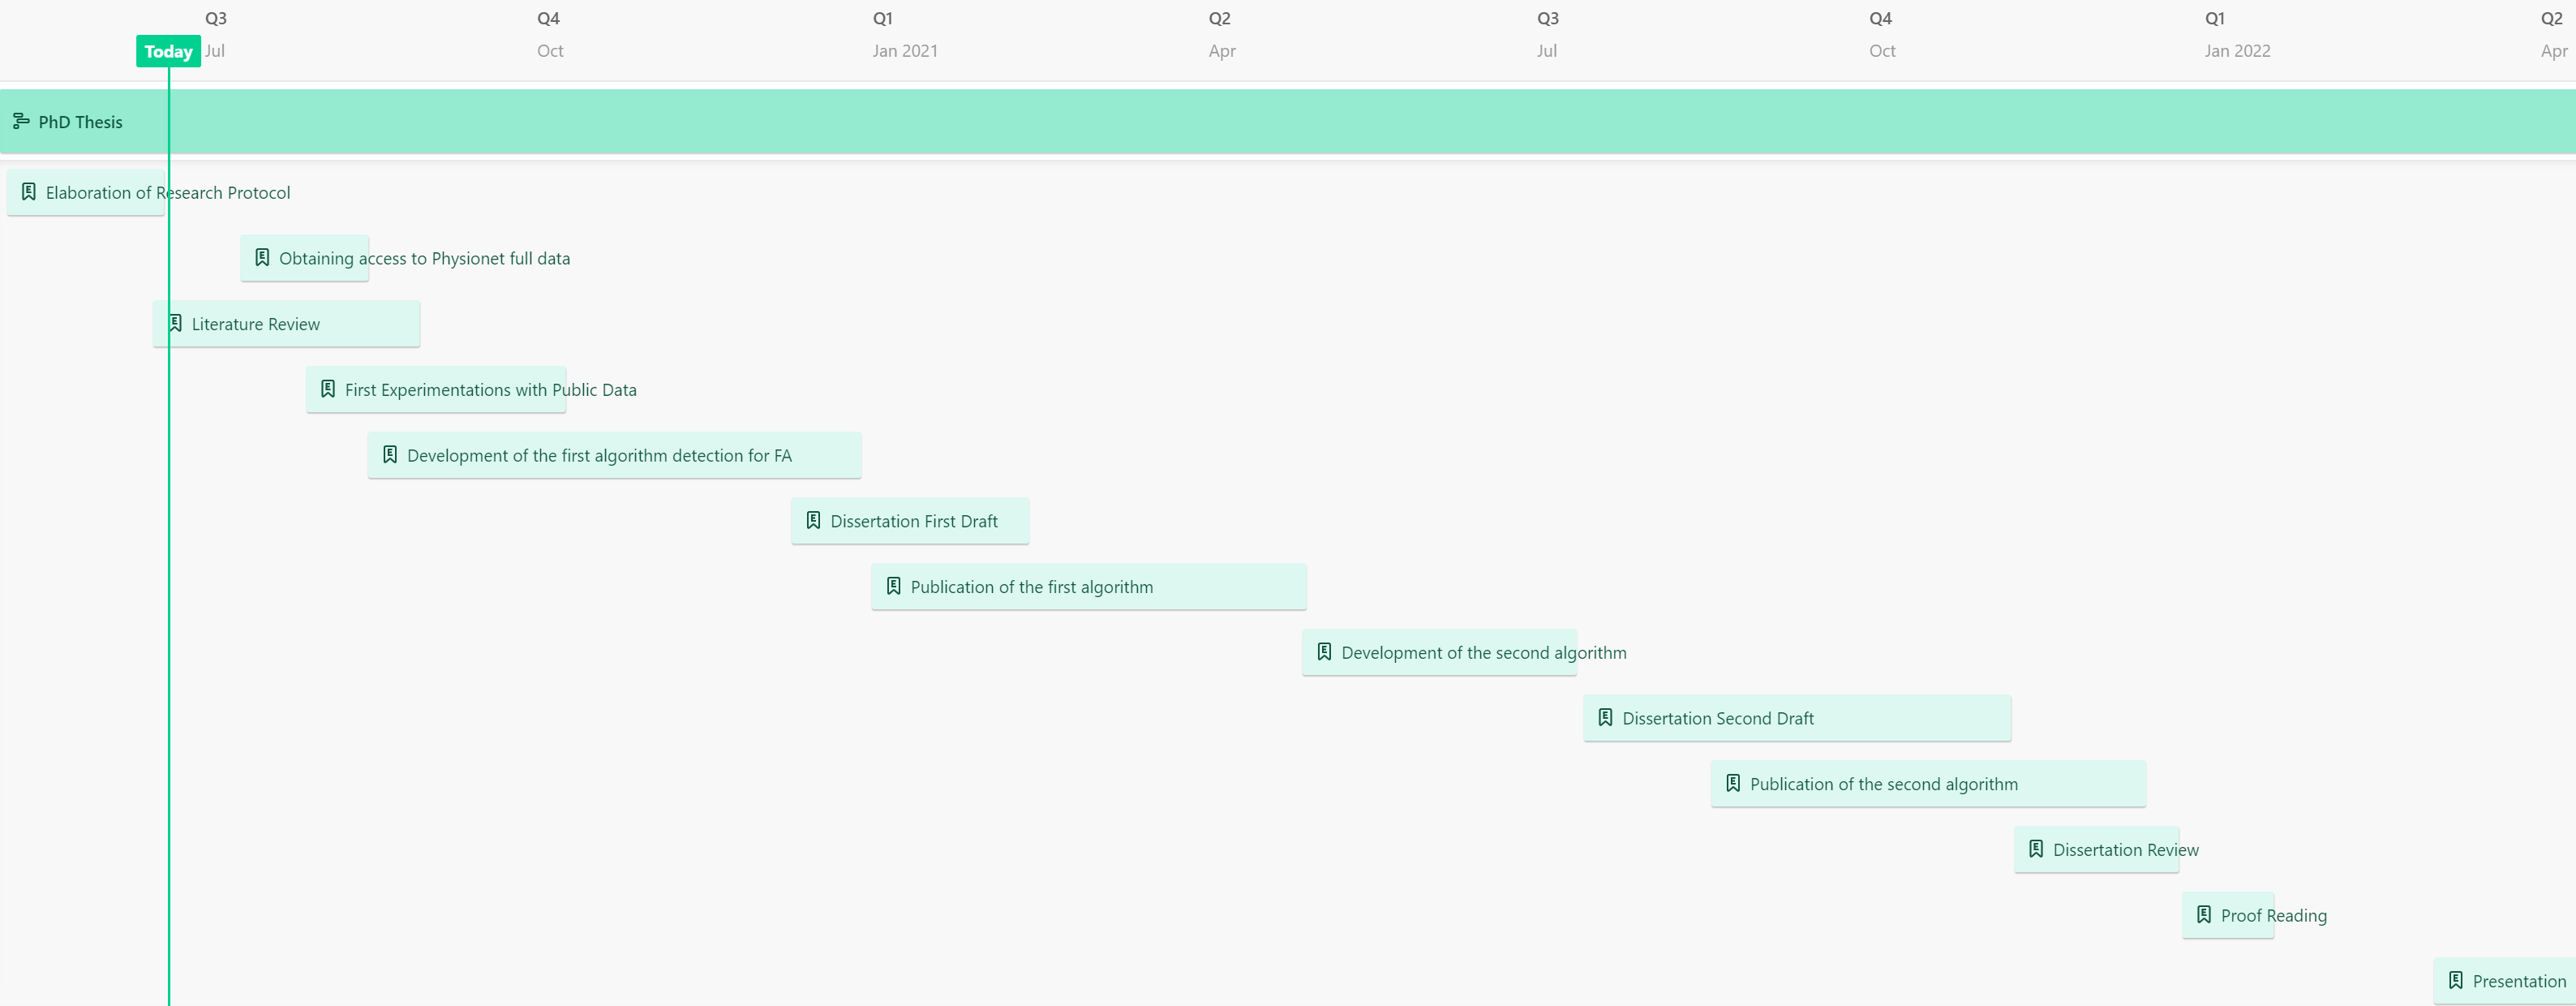 Q3 Q4 Q1 Q2 Q3 Q4 Q1 Q2
Today Jul Oct Jan 2021 Apr Jul Oct Jan 2022 Apr
PhD Thesis
Elaboration of Research Protocol
Obtaining access to Physionet full data
Literature Review
First Experimentations with Public Data
Development of the first algorithm detection for FA
Dissertation First Draft
Publication of the first algorithm
Development of the second algorithm
Dissertation Second Draft
Publication of the second algorithm
Dissertation Review
Proof Reading
Presentation